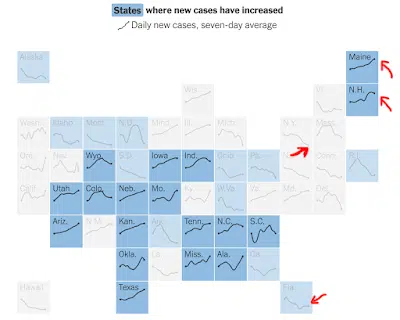 States where new cases have increased
Daily new cases, seven-day average
Alaska
Maine
Wis.
Vt.
N.H.
Wash.
Idaho
Mont.
N.D.
Minn.
Ill.
Mich.
N.Y.
Mass.
Ore.
Nev.
Wyo.
S.D.
Iowa
Ind.
Ohio
Pa.
Conn.
R.I.
Calif.
Utah
Colo.
Neb.
Mo.
Ky.
W.Va.
Va.
Md.
Del.
Ariz.
N.M.
Kan.
Ark.
Tenn.
N.C.
S.C.
Okla.
La.
Miss.
Ala.
Ga.
Hawaii
Texas
Fla.